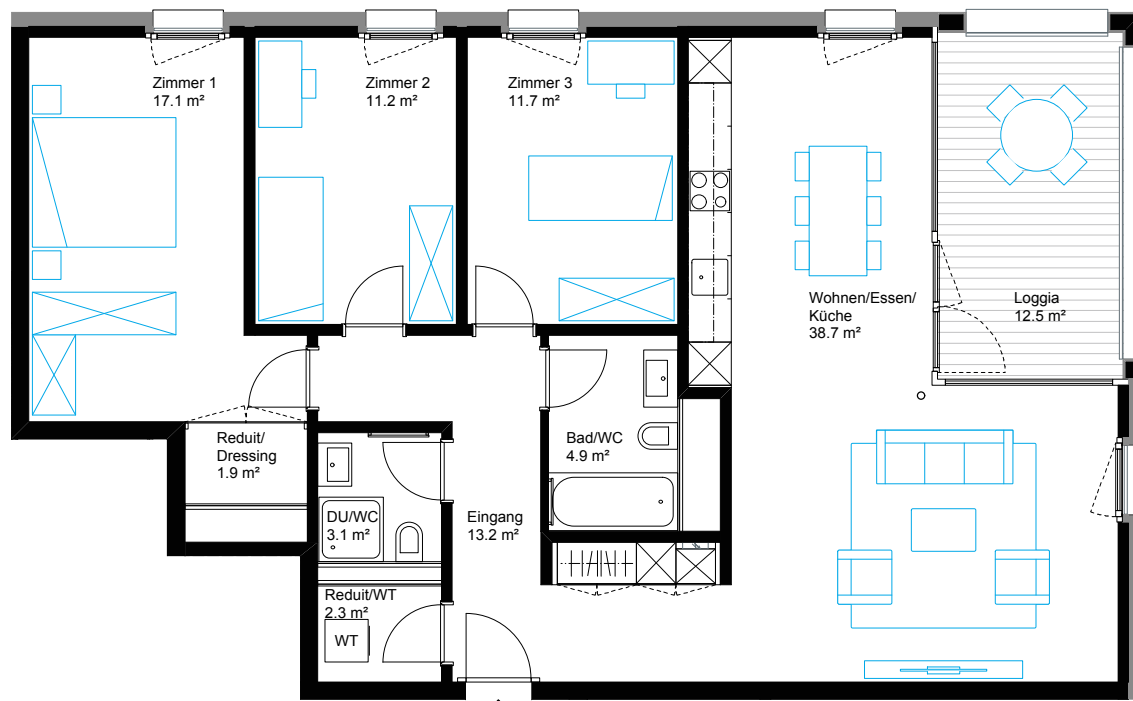 Zimmer 1
17.1 m²
Zimmer 2
11.2 m²
Zimmer 3
11.7 m²
Wohnen/Essen/
Küche
38.7 m²
Loggia
12.5 m²
Reduit/
Dressing
1.9 m²
Bad/WC
4.9 m²
DU/WC
3.1 m²
Eingang
13.2 m²
Reduit/WT
2.3 m²
WT